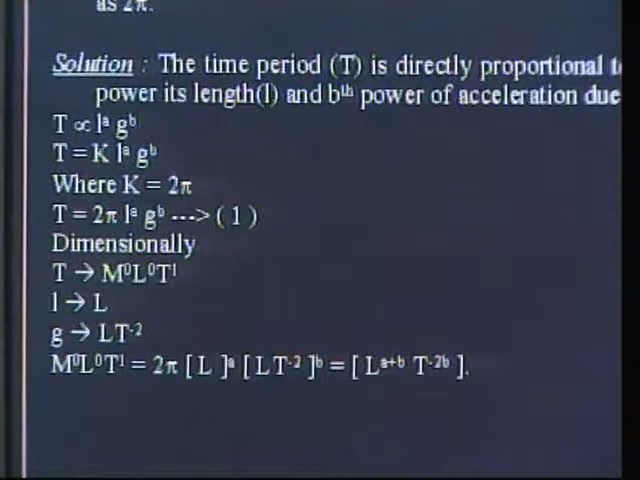 as 2π.
Solution : The time period (T) is directly proportional
power its length(l) and bᵗʰ power of acceleration due
T ∝ lᵃ gᵇ
T = K lᵃ gᵇ
Where K = 2π
T = 2π lᵃ gᵇ ---> ( 1 )
Dimensionally
T → M⁰L⁰T¹
l → L
g → LT⁻²
M⁰L⁰T¹ = 2π [ L ]ᵃ [ LT⁻² ]ᵇ = [ Lᵃ⁺ᵇ T⁻²ᵇ ].